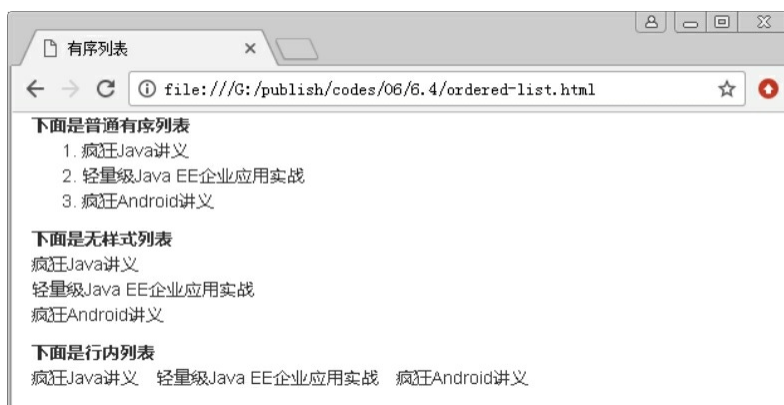 有序列表
file:///G:/publish/codes/06/6.4/ordered-list.html
下面是普通有序列表
1. 疯狂Java讲义
2. 轻量级Java EE企业应用实战
3. 疯狂Android讲义
下面是无样式列表
疯狂Java讲义
轻量级Java EE企业应用实战
疯狂Android讲义
下面是行内列表
疯狂Java讲义 轻量级Java EE企业应用实战 疯狂Android讲义